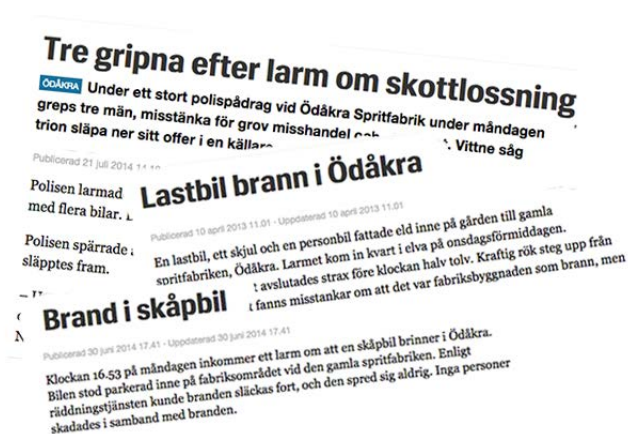 Tre gripna efter larm om skottlossning
ÖDÅKRA Under ett stort polispådrag vid Ödåkra Spritfabrik under måndagen
greps tre män, misstänka för grov misshandel och . Vittne såg
trion släpa ner sitt offer i en källare
Publicerad 21 juli 2014
Polisen larmad
med flera bilar.
Polisen spärrade
släpptes fram.
Lastbil brann i Ödåkra
Publicerad 10 april 2013 11.01 - Uppdaterad 10 april 2013 11.01
En lastbil, ett skjul och en personbil fattade eld inne på gården till gamla
spritfabriken, Ödåkra. Larmet kom in kvart i elva på onsdagsförmiddagen.
avslutades strax före klockan halv tolv. Kraftig rök steg upp från
fanns misstankar om att det var fabriksbyggnaden som brann, men
Brand i skåpbil
Publicerad 30 juni 2014 17.41 - Uppdaterad 30 juni 2014 17.41
Klockan 16.53 på måndagen inkommer ett larm om att en skåpbil brinner i Ödåkra.
Bilen stod parkerad inne på fabriksområdet vid den gamla spritfabriken. Enligt
räddningstjänsten kunde branden släckas fort, och den spred sig aldrig. Inga personer
skadades i samband med branden.